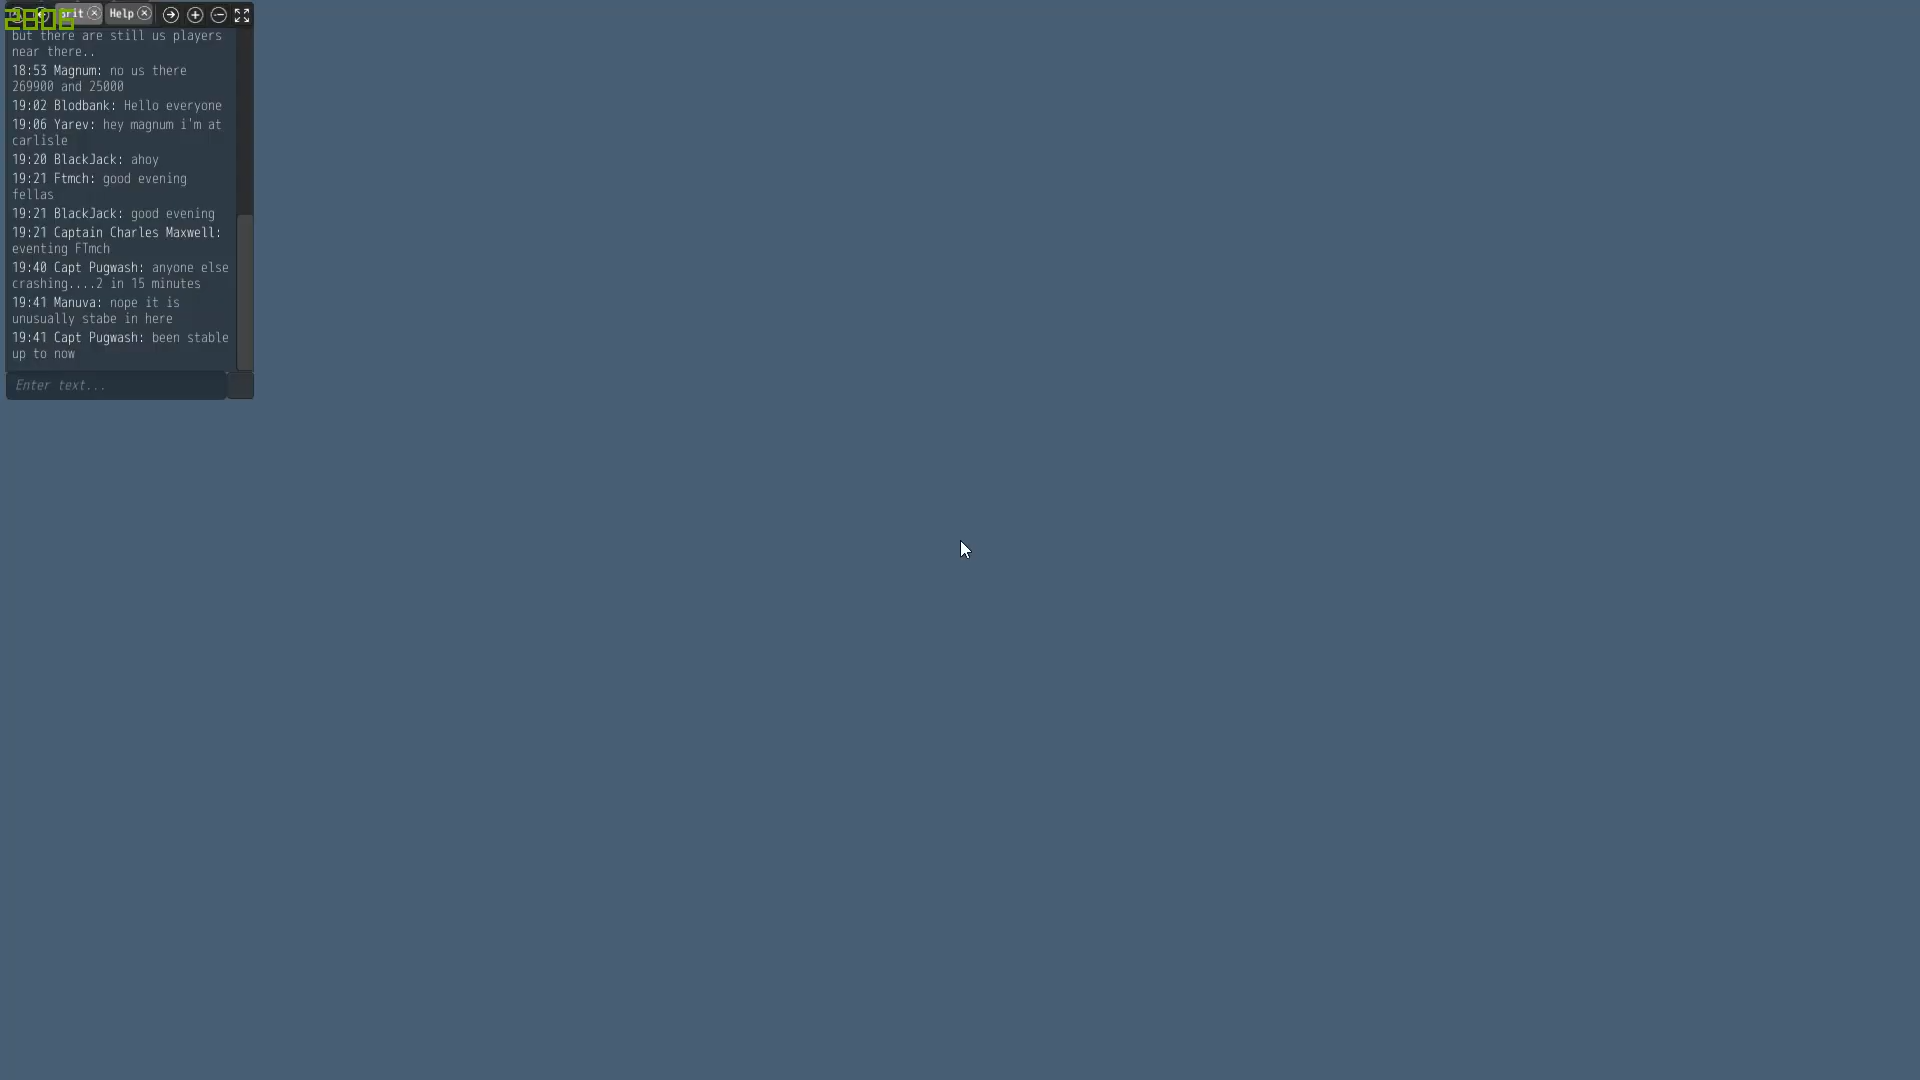 2806
Help
but there are still us players
near there..
18:53 Magnum: no us there
269900 and 25000
19:02 Blodbank: Hello everyone
19:06 Yarev: hey magnum i'm at
carlisle
19:20 BlackJack: ahoy
19:21 Ftmch: good evening
fellas
19:21 BlackJack: good evening
19:21 Captain Charles Maxwell:
eventing FTmch
19:40 Capt Pugwash: anyone else
crashing....2 in 15 minutes
19:41 Manuva: nope it is
unusually stabe in here
19:41 Capt Pugwash: been stable
up to now
Enter text...